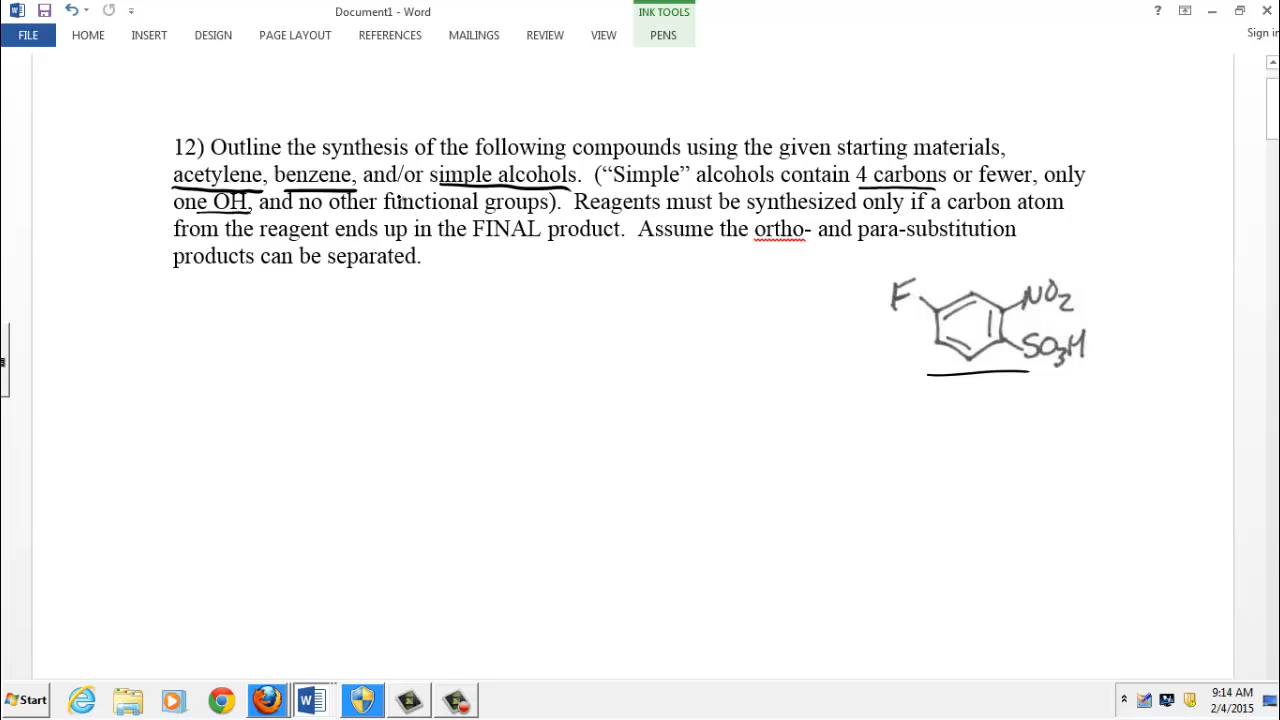 Document1 - Word
INK TOOLS
?
FILE HOME INSERT DESIGN PAGE LAYOUT REFERENCES MAILINGS REVIEW VIEW PENS
Sign in
12) Outline the synthesis of the following compounds using the given starting materials,
acetylene, benzene, and/or simple alcohols. (“Simple” alcohols contain 4 carbons or fewer, only
one OH, and no other functional groups). Reagents must be synthesized only if a carbon atom
from the reagent ends up in the FINAL product. Assume the ortho- and para-substitution
products can be separated.
F NO2
SO3H
Start
9:14 AM
2/4/2015